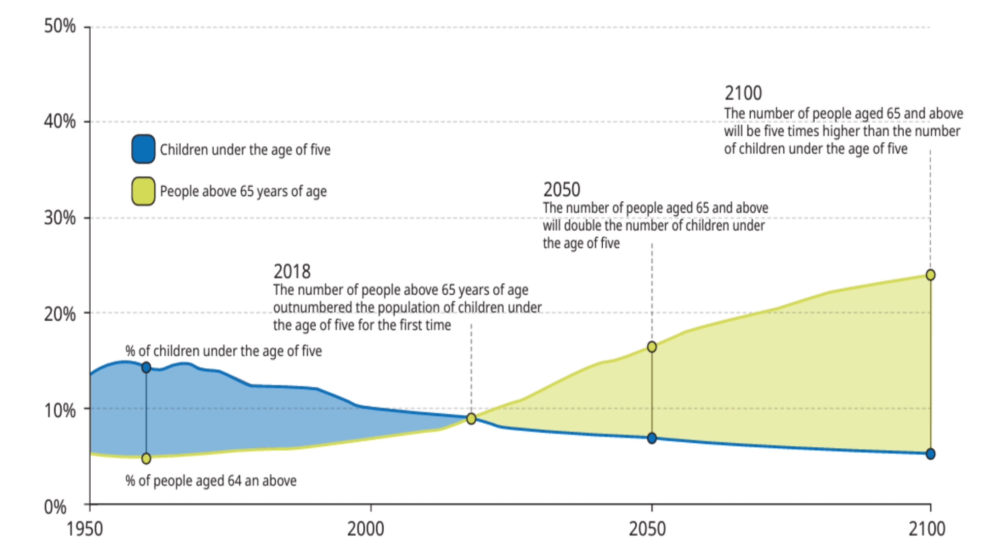 50%
40%
30%
20%
10%
0%
Children under the age of five
People above 65 years of age
2100
The number of people aged 65 and above
will be five times higher than the number
of children under the age of five
2050
The number of people aged 65 and above
will double the number of children under
the age of five
2018
The number of people above 65 years of age
outnumbered the population of children under
the age of five for the first time
% of children under the age of five
% of people aged 64 an above
1950
2000
2050
2100